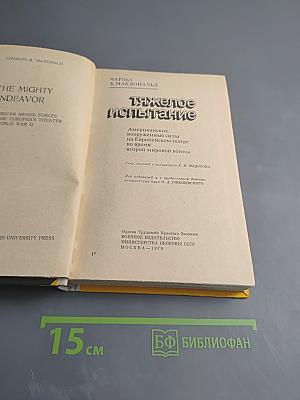 CHARLES B. MacDONALD
THE MIGHTY
ENDEAVOR
ARMED FORCES
EUROPEAN THEATER
WORLD WAR II
UNIVERSITY PRESS
ЧАРЛЬЗ
Б. МАКДОНАЛЬД
ТЯЖЕЛОЕ
ИСПЫТАНИЕ
Американские
вооруженные силы
на Европейском театре
во время
второй мировой войны
Ордена Трудового Красного Знамени
ВОЕННОЕ ИЗДАТЕЛЬСТВО
МИНИСТЕРСТВА ОБОРОНЫ СССР
МОСКВА—1979
1*
15 СМ
БФ БИБЛИОФАН